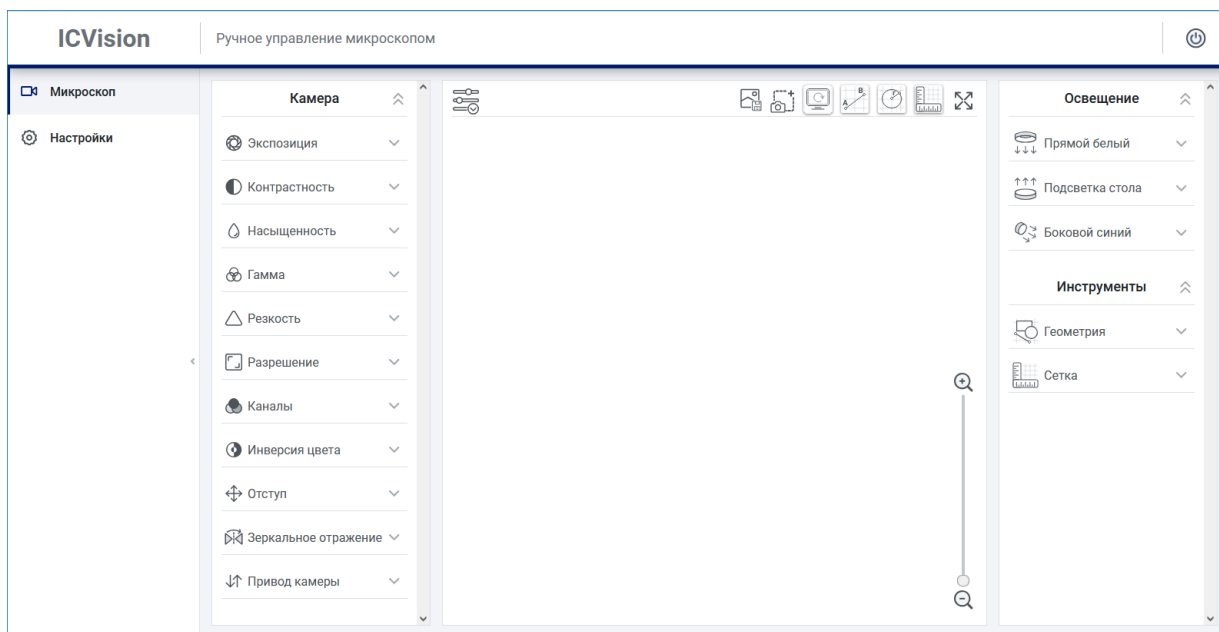 ICVision
Ручное управление микроскопом
Микроскоп
Настройки
Камера
Экспозиция
Контрастность
Насыщенность
Гамма
Резкость
Разрешение
Каналы
Инверсия цвета
Отступ
Зеркальное отражение
Привод камеры
A
B
r
Освещение
Прямой белый
Подсветка стола
Боковой синий
Инструменты
Геометрия
Сетка